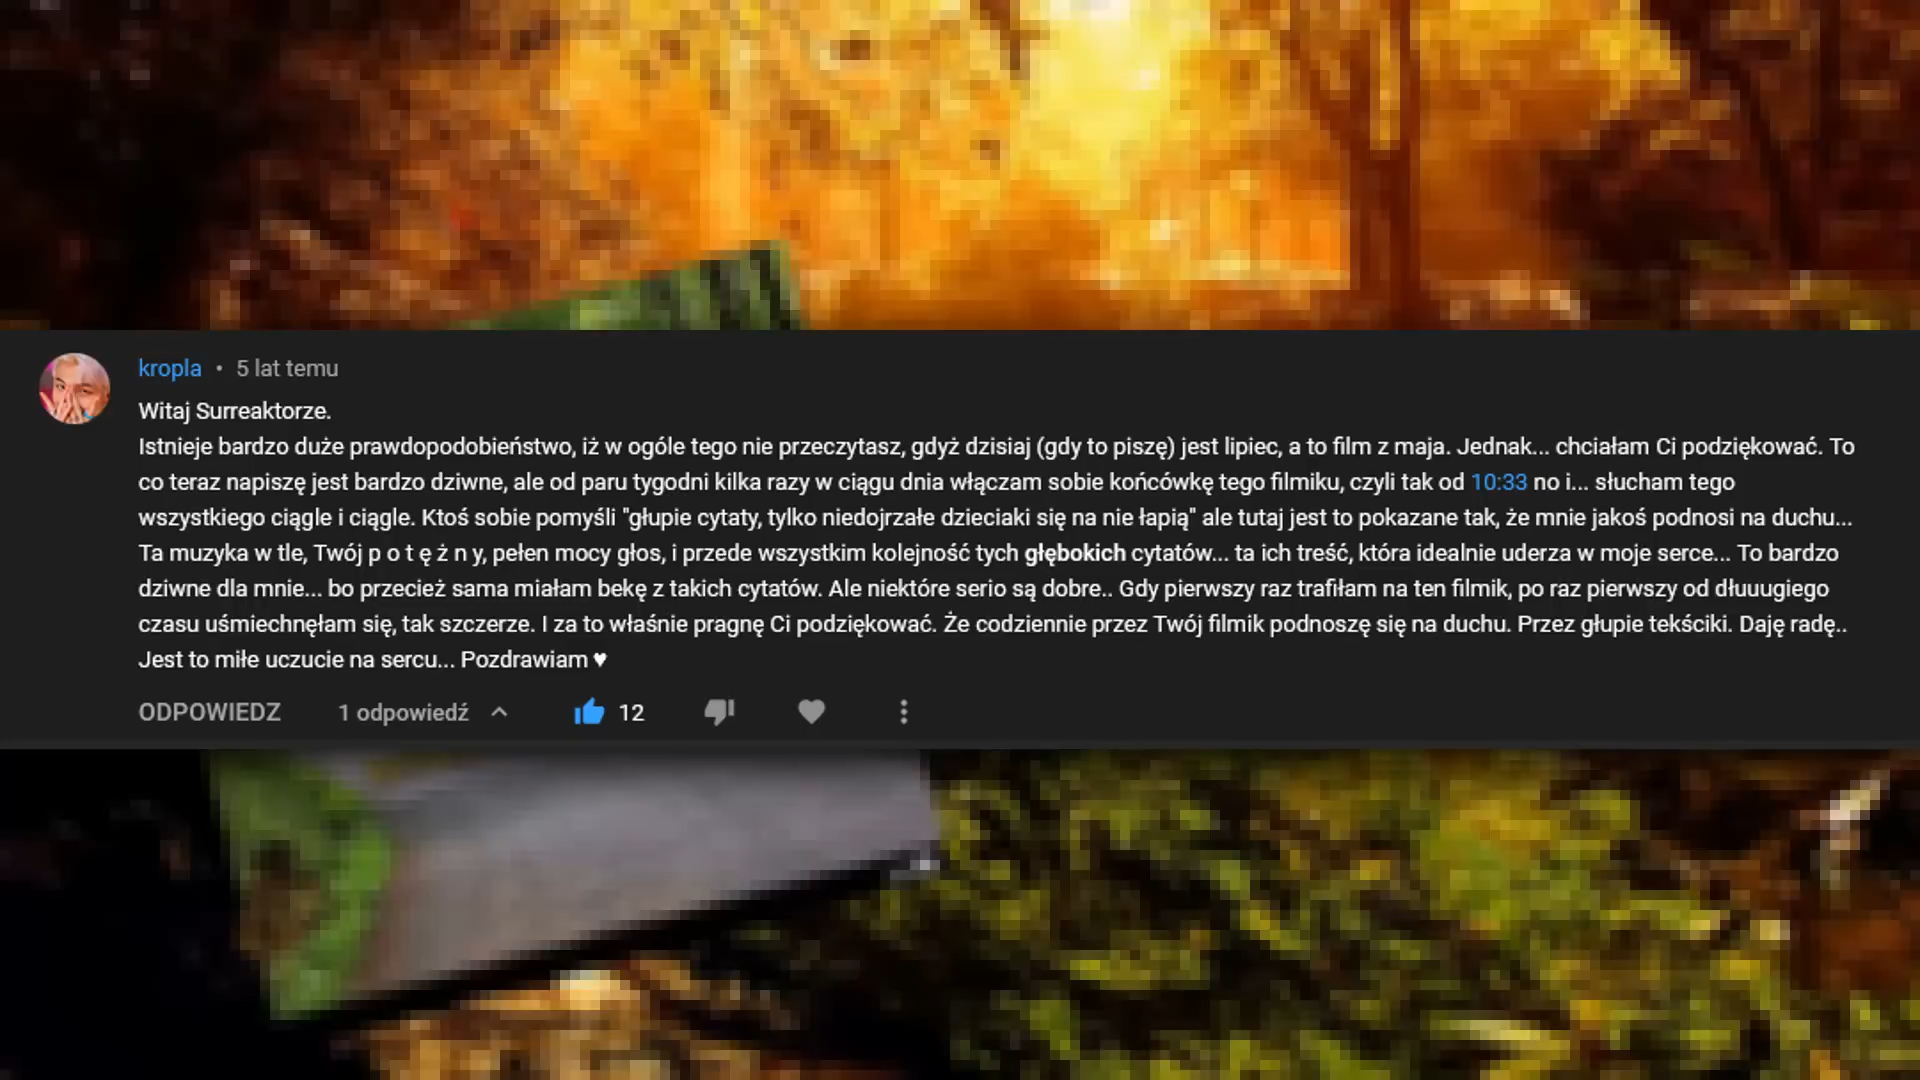 kropla • 5 lat temu
Witaj Surreaktorze.
Istnieje bardzo duże prawdopodobieństwo, iż w ogóle tego nie przeczytasz, gdyż dzisiaj (gdy to piszę) jest lipiec, a to film z maja. Jednak... chciałam Ci podziękować. To
co teraz napiszę jest bardzo dziwne, ale od paru tygodni kilka razy w ciągu dnia włączam sobie końcówkę tego filmiku, czyli tak od 10:33 no i... słucham tego
wszystkiego ciągle i ciągle. Ktoś sobie pomyśli "głupie cytaty, tylko niedojrzałe dzieciaki się na nie łapią" ale tutaj jest to pokazane tak, że mnie jakoś podnosi na duchu...
Ta muzyka w tle, Twój p o t ę ż n y, pełen mocy głos, i przede wszystkim kolejność tych głębokich cytatów... ta ich treść, która idealnie uderza w moje serce... To bardzo
dziwne dla mnie... bo przecież sama miałam bekę z takich cytatów. Ale niektóre serio są dobre.. Gdy pierwszy raz trafiłam na ten filmik, po raz pierwszy od dłuuugiego
czasu uśmiechnęłam się, tak szczerze. I za to właśnie pragnę Ci podziękować. Że codziennie przez Twój filmik podnoszę się na duchu. Przez głupie tekściki. Daję radę..
Jest to miłe uczucie na sercu... Pozdrawiam ♥
ODPOWIEDZ 1 odpowiedź 12